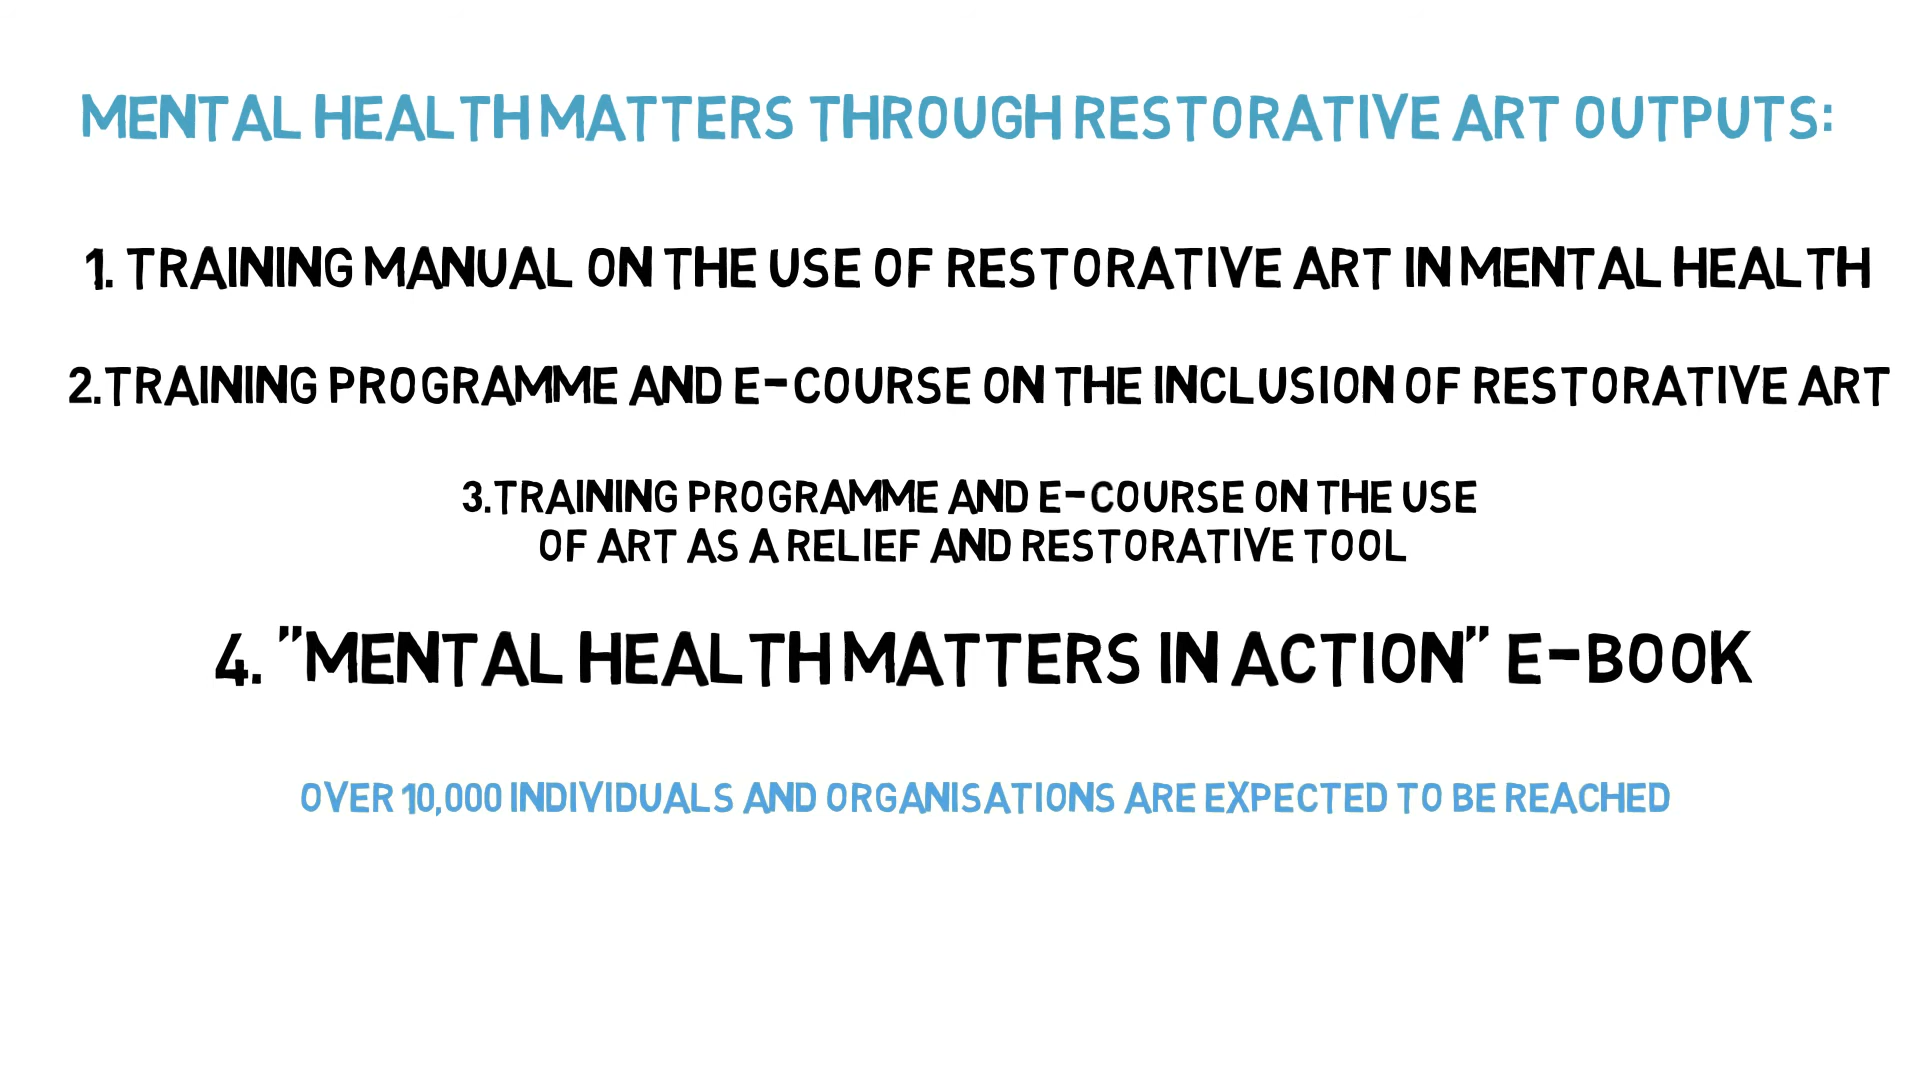 MENTAL HEALTH MATTERS THROUGH RESTORATIVE ART OUTPUTS:
1. TRAINING MANUAL ON THE USE OF RESTORATIVE ART IN MENTAL HEALTH
2.TRAINING PROGRAMME AND E-COURSE ON THE INCLUSION OF RESTORATIVE ART
3.TRAINING PROGRAMME AND E-COURSE ON THE USE
OF ART AS A RELIEF AND RESTORATIVE TOOL
4. "MENTAL HEALTH MATTERS IN ACTION" E-BOOK
OVER 10,000 INDIVIDUALS AND ORGANISATIONS ARE EXPECTED TO BE REACHED